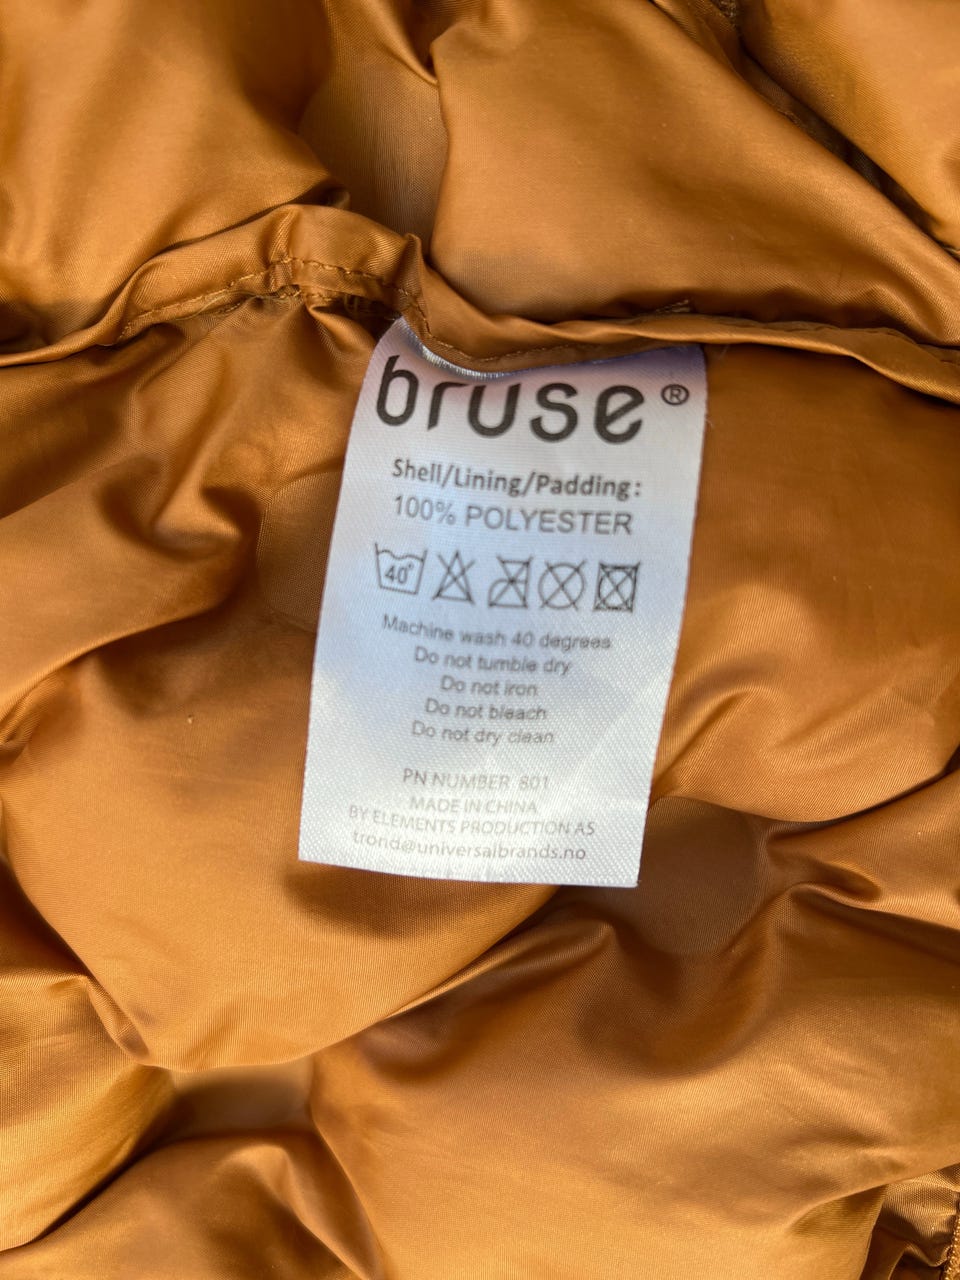 bruse®
Shell/Lining/Padding:
100% POLYESTER
40°
Machine wash 40 degrees
Do not tumble dry
Do not iron
Do not bleach
Do not dry clean
PN NUMBER 801
MADE IN CHINA
BY ELEMENTS PRODUCTION AS
trond@universalbrands.no